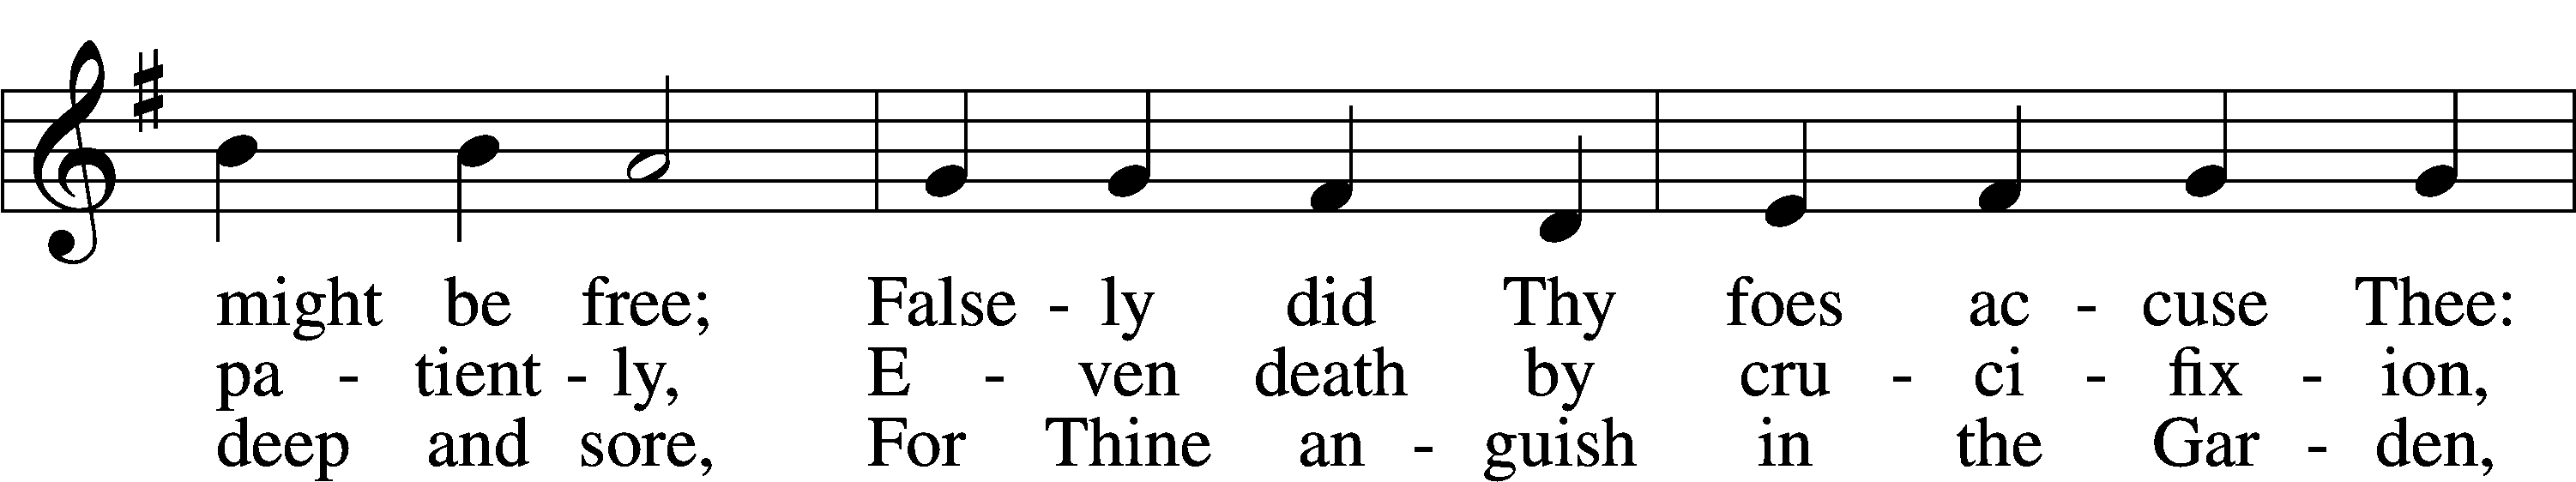 might be free; False - ly did Thy foes ac - cuse Thee:
pa - tient - ly, E - ven death by cru - ci - fix - ion,
deep and sore, For Thine an - guish in the Gar - den,